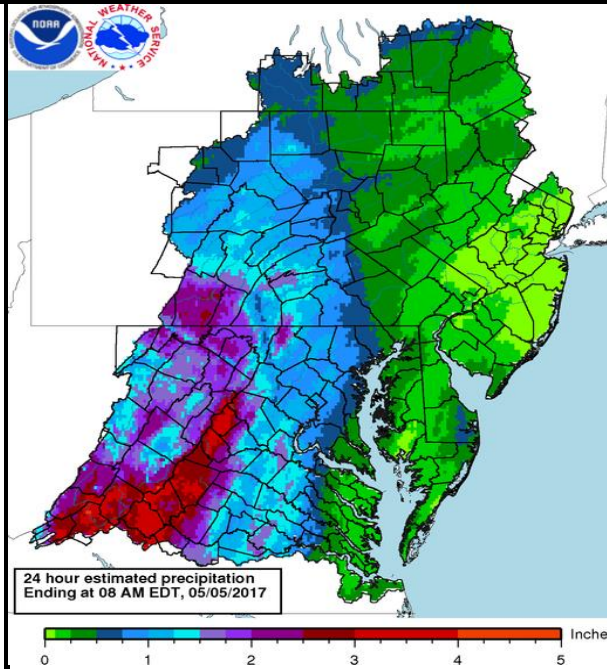 NOAA
NATIONAL WEATHER SERVICE
24 hour estimated precipitation
Ending at 08 AM EDT, 05/05/2017
Inche
0 1 2 3 4 5